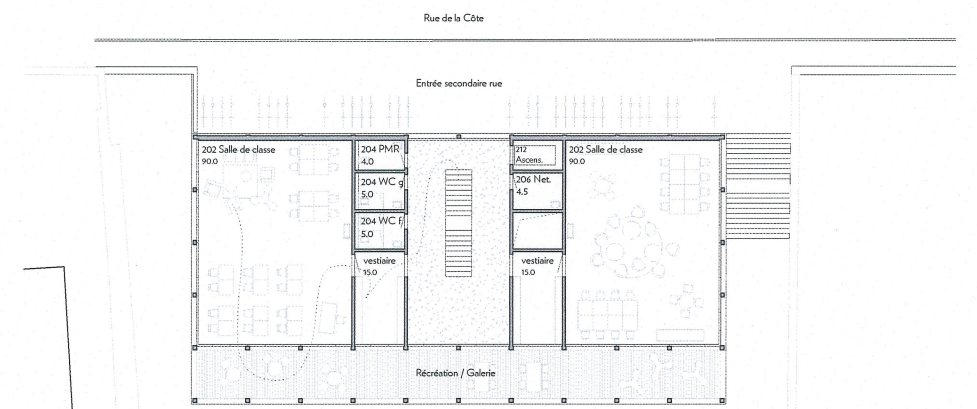 Rue de la Côte
Entrée secondaire rue
202 Salle de classe
90.0
204 PMR
4.0
204 WC g
5.0
204 WC f
5.0
vestiaire
15.0
212
Ascens.
206 Net.
4.5
vestiaire
15.0
202 Salle de classe
90.0
Récréation / Galerie